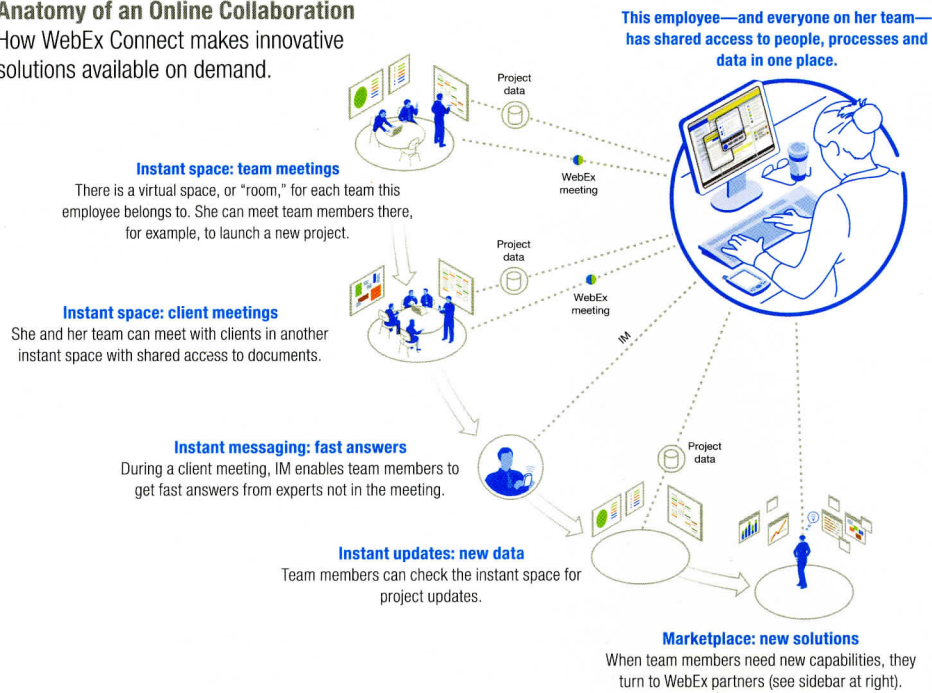 Anatomy of an Online Collaboration
How WebEx Connect makes innovative
solutions available on demand.
This employee—and everyone on her team—
has shared access to people, processes and
data in one place.
Project
data
WebEx
meeting
Instant space: team meetings
There is a virtual space, or “room,” for each team this
employee belongs to. She can meet team members there,
for example, to launch a new project.
Project
data
WebEx
meeting
Instant space: client meetings
She and her team can meet with clients in another
instant space with shared access to documents.
IM
Instant messaging: fast answers
During a client meeting, IM enables team members to
get fast answers from experts not in the meeting.
Project
data
Instant updates: new data
Team members can check the instant space for
project updates.
Marketplace: new solutions
When team members need new capabilities, they
turn to WebEx partners (see sidebar at right).